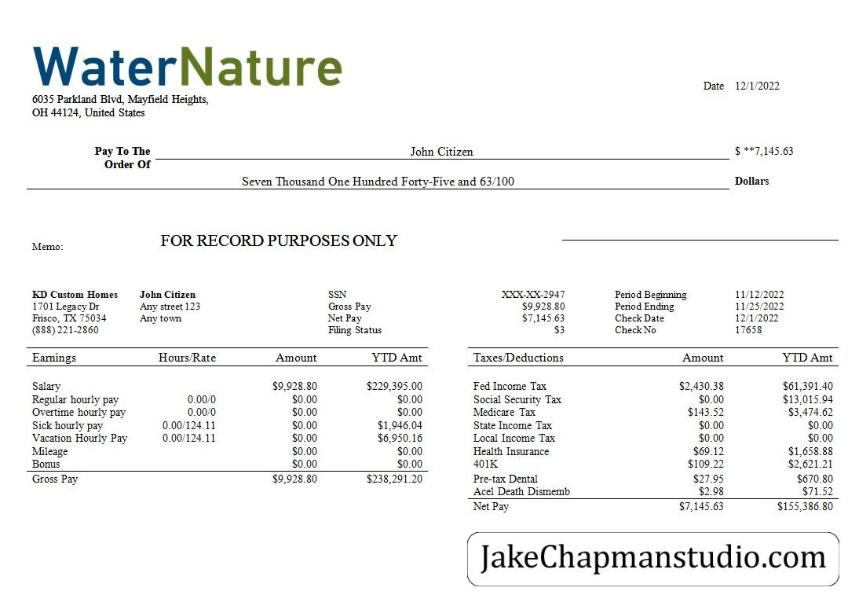 WaterNature
6035 Parkland Blvd, Mayfield Heights,
OH 44124, United States
Date 12/1/2022
Pay To The Order Of John Citizen $ **7,145.63
Seven Thousand One Hundred Forty-Five and 63/100 Dollars
Memo: FOR RECORD PURPOSES ONLY
KD Custom Homes John Citizen SSN XXX-XX-2947 Period Beginning 11/12/2022
1701 Legacy Dr Any street 123 Gross Pay $9,928.80 Period Ending 11/25/2022
Frisco, TX 75034 Any town Net Pay $7,145.63 Check Date 12/1/2022
(888) 221-2860 Filing Status $3 Check No 17658
Earnings Hours/Rate Amount YTD Amt Taxes/Deductions Amount YTD Amt
Salary $9,928.80 $229,395.00 Fed Income Tax $2,430.38 $61,391.40
Regular hourly pay 0.00/0 $0.00 $0.00 Social Security Tax $0.00 $13,015.94
Overtime hourly pay 0.00/0 $0.00 $0.00 Medicare Tax $143.52 $3,474.62
Sick hourly pay 0.00/124.11 $0.00 $1,946.04 State Income Tax $0.00 $0.00
Vacation Hourly Pay 0.00/124.11 $0.00 $6,950.16 Local Income Tax $0.00 $0.00
Mileage $0.00 $0.00 Health Insurance $69.12 $1,658.88
Bonus $0.00 $0.00 401K $109.22 $2,621.21
Gross Pay $9,928.80 $238,291.20 Pre-tax Dental $27.95 $670.80
Acel Death Dismemb $2.98 $71.52
Net Pay $7,145.63 $155,386.80
JakeChapmanstudio.com